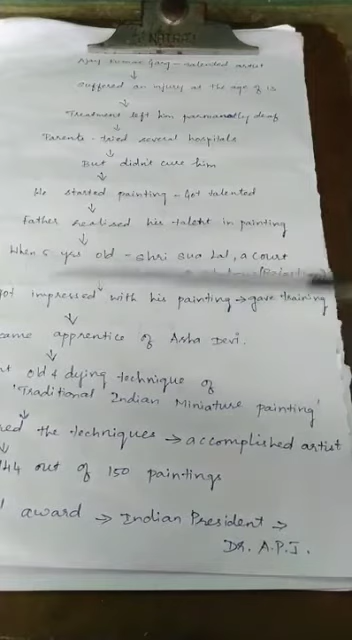 NATRAJ
Ajay Kumar Garg - talented artist
↓
Suffered an injury at the age of
↓
Treatment left him permanently deaf
↓
Parents - tried several hospitals
↓
But didn't cure him
↓
He started painting - Got talented
↓
Father realised his talent in painting
↓
When 5 yrs old - Shri Sua Lal, a court
↓
got impressed with his painting → gave training
↓
came apprentice of Asha Devi.
↓
old & dying technique of
'Traditional Indian Miniature painting'
↓
red the techniques → accomplished artist
↓
144 out of 150 paintings
award → Indian President →
Dr. A.P.J.